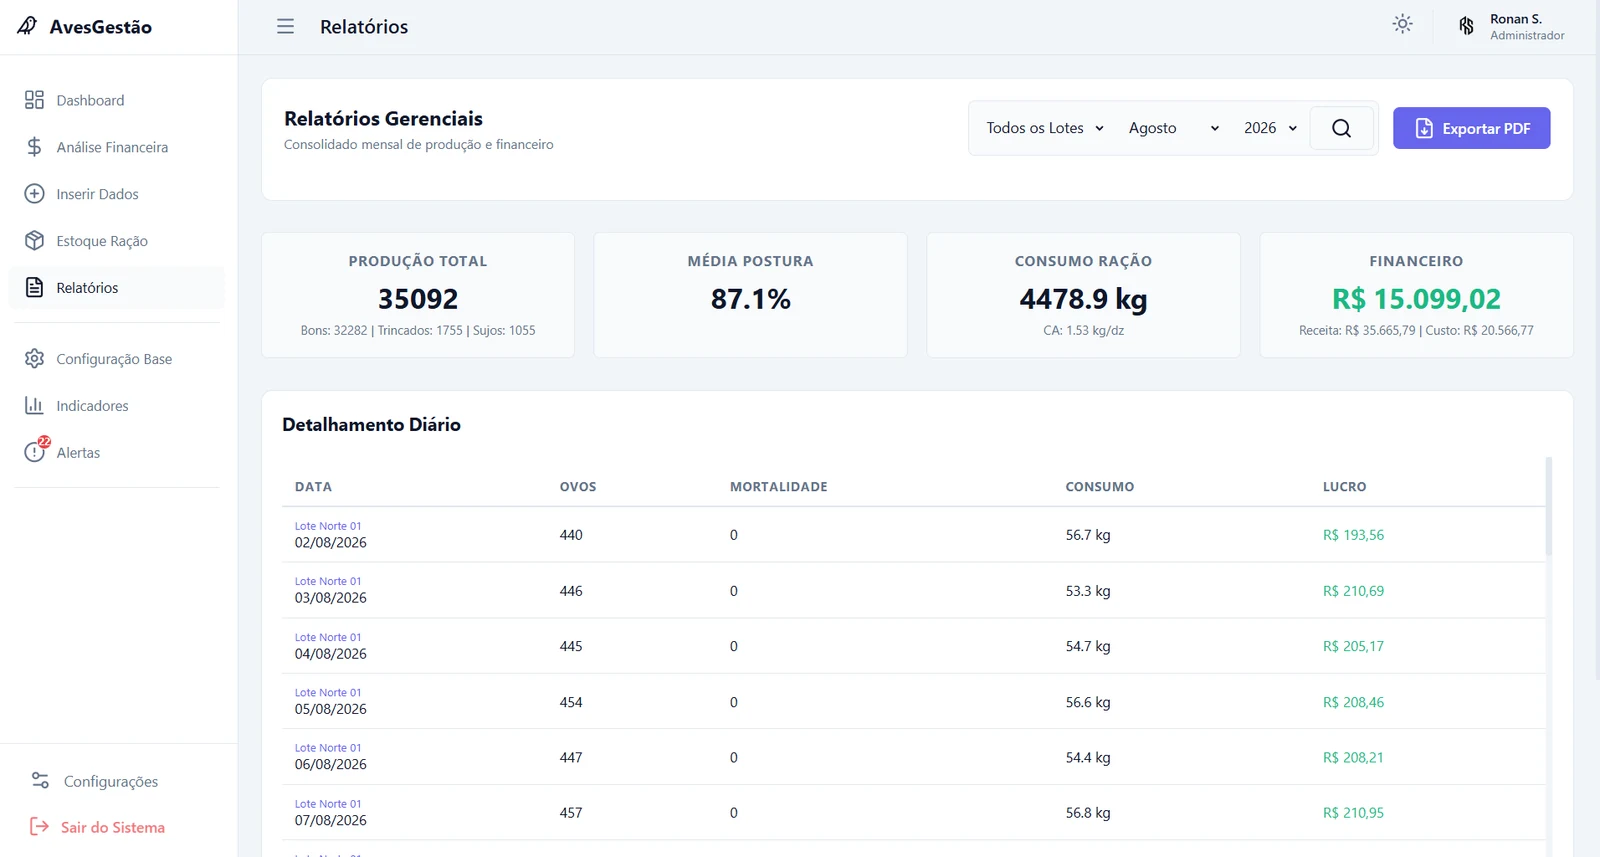 AvesGestão
Relatórios
Ronan S.
Administrador
Dashboard
Análise Financeira
Inserir Dados
Estoque Ração
Relatórios
Configuração Base
Indicadores
22
Alertas
Configurações
Sair do Sistema
Relatórios Gerenciais
Consolidado mensal de produção e financeiro
Todos os Lotes
Agosto
2026
Exportar PDF
PRODUÇÃO TOTAL
35092
Bons: 32282 | Trincados: 1755 | Sujos: 1055
MÉDIA POSTURA
87.1%
CONSUMO RAÇÃO
4478.9 kg
CA: 1.53 kg/dz
FINANCEIRO
R$ 15.099,02
Receita: R$ 35.665,79 | Custo: R$ 20.566,77
Detalhamento Diário
DATA OVOS MORTALIDADE CONSUMO LUCRO
Lote Norte 01
02/08/2026 440 0 56.7 kg R$ 193,56
Lote Norte 01
03/08/2026 446 0 53.3 kg R$ 210,69
Lote Norte 01
04/08/2026 445 0 54.7 kg R$ 205,17
Lote Norte 01
05/08/2026 454 0 56.6 kg R$ 208,46
Lote Norte 01
06/08/2026 447 0 54.4 kg R$ 208,21
Lote Norte 01
07/08/2026 457 0 56.8 kg R$ 210,95